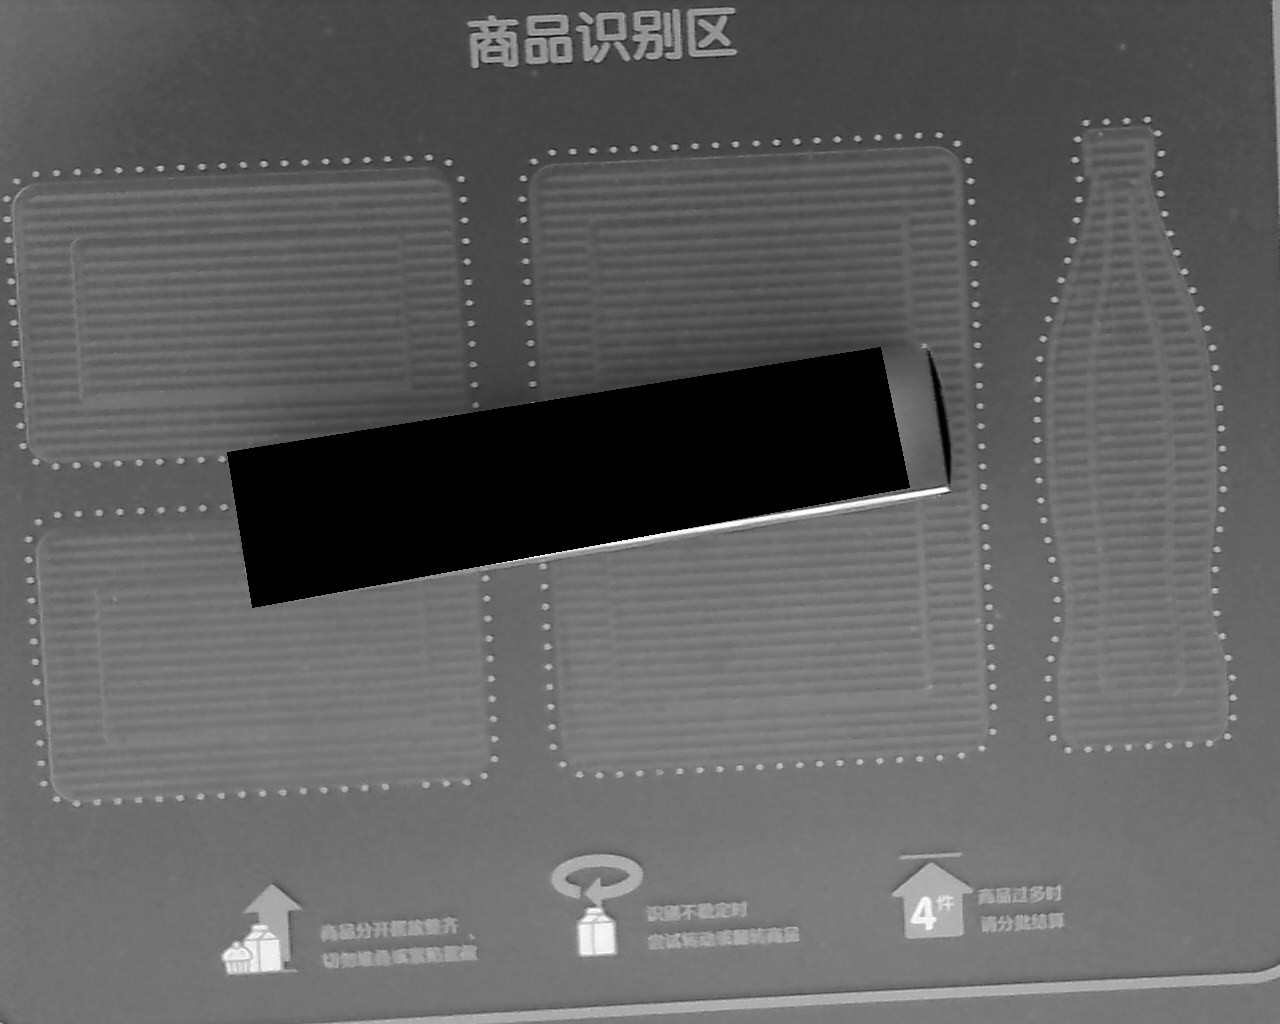 商品识别区
商品分开摆放整齐、
切勿堆叠或紧贴置放
识别不稳定时
尝试转动或翻转商品
4件
商品过多时
请分批结算